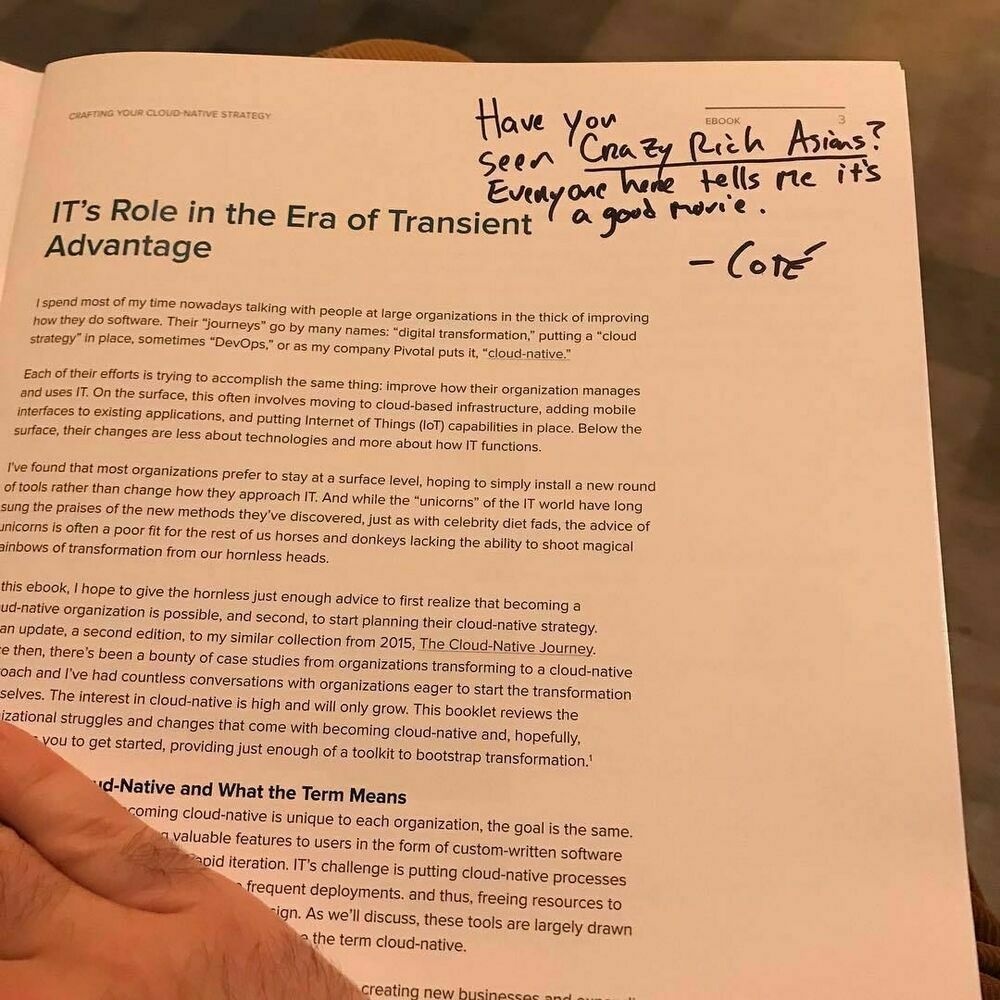 CRAFTING YOUR CLOUD-NATIVE STRATEGY
EBOOK 3
Have you
seen Crazy Rich Asians?
Everyone here tells me it's
a good movie.
- COTÉ
IT's Role in the Era of Transient
Advantage
I spend most of my time nowadays talking with people at large organizations in the thick of improving
how they do software. Their "journeys" go by many names: "digital transformation," putting a "cloud
strategy" in place, sometimes "DevOps," or as my company Pivotal puts it, "cloud-native."
Each of their efforts is trying to accomplish the same thing: improve how their organization manages
and uses IT. On the surface, this often involves moving to cloud-based infrastructure, adding mobile
interfaces to existing applications, and putting Internet of Things (IoT) capabilities in place. Below the
surface, their changes are less about technologies and more about how IT functions.
I've found that most organizations prefer to stay at a surface level, hoping to simply install a new round
of tools rather than change how they approach IT. And while the "unicorns" of the IT world have long
sung the praises of the new methods they've discovered, just as with celebrity diet fads, the advice of
unicorns is often a poor fit for the rest of us horses and donkeys lacking the ability to shoot magical
ainbows of transformation from our hornless heads.
this ebook, I hope to give the hornless just enough advice to first realize that becoming a
ud-native organization is possible, and second, to start planning their cloud-native strategy.
an update, a second edition, to my similar collection from 2015, The Cloud-Native Journey.
e then, there's been a bounty of case studies from organizations transforming to a cloud-native
oach and I've had countless conversations with organizations eager to start the transformation
selves. The interest in cloud-native is high and will only grow. This booklet reviews the
izational struggles and changes that come with becoming cloud-native and, hopefully,
you to get started, providing just enough of a toolkit to bootstrap transformation.¹
ud-Native and What the Term Means
coming cloud-native is unique to each organization, the goal is the same.
valuable features to users in the form of custom-written software
apid iteration. IT's challenge is putting cloud-native processes
frequent deployments. and thus, freeing resources to
ign. As we'll discuss, these tools are largely drawn
the term cloud-native.
creating new businesses and